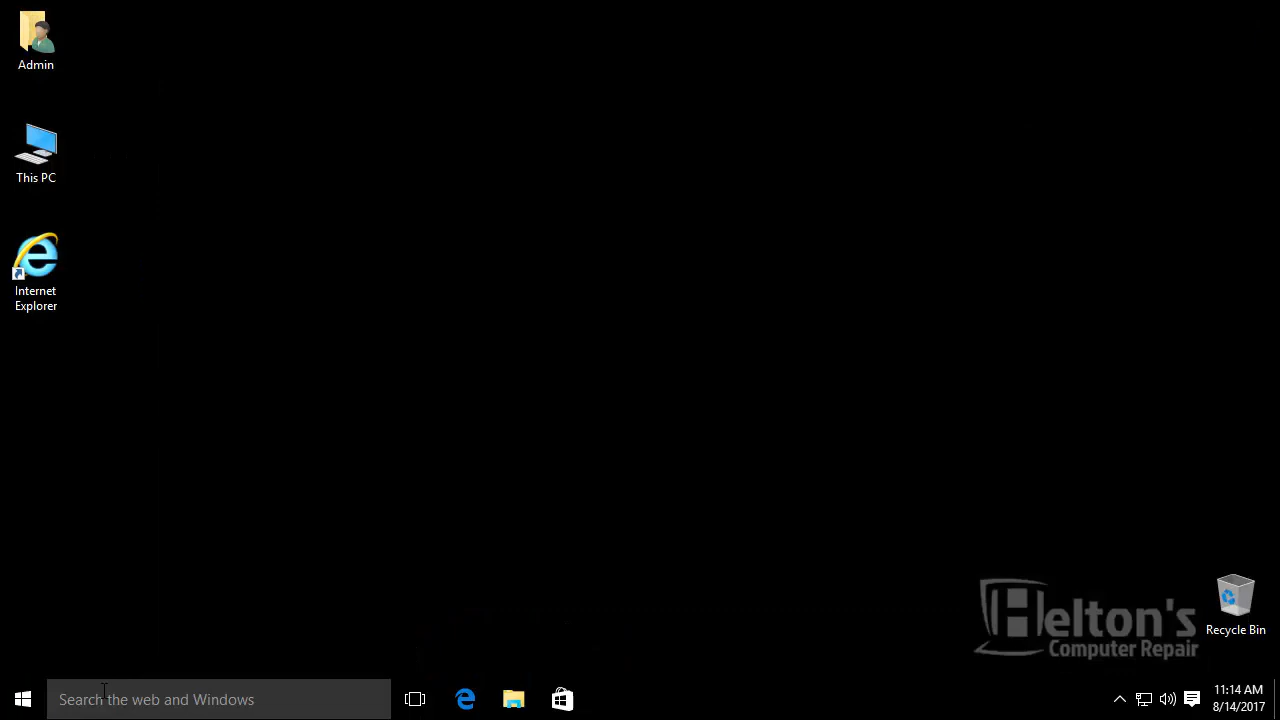 Admin
This PC
Internet
Explorer
Helton's
Computer Repair
Recycle Bin
Search the web and Windows
11:14 AM
8/14/2017